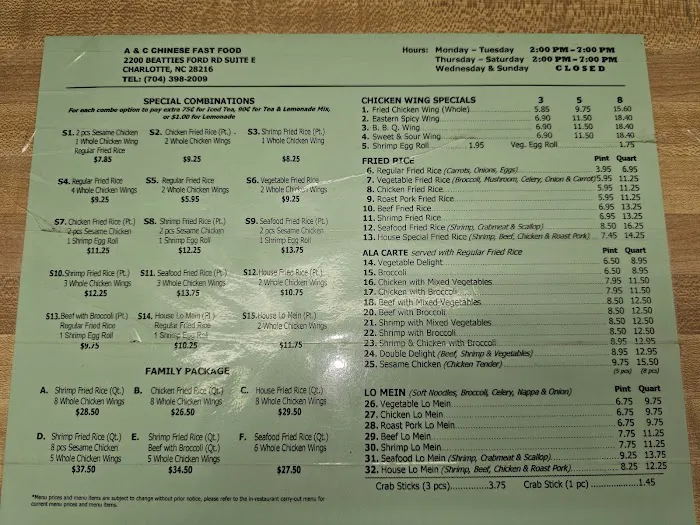 A & C CHINESE FAST FOOD
2200 BEATTIES FORD RD SUITE E
CHARLOTTE, NC 28216
TEL: (704) 398-2009
Hours: Monday - Tuesday 2:00 PM - 7:00 PM
Thursday - Saturday 2:00 PM - 7:00 PM
Wednesday & Sunday CLOSED
SPECIAL COMBINATIONS
For each combo option to pay extra 75¢ for Iced Tea, 90¢ for Tea & Lemonade Mix,
or $1.00 for Lemonade
S1. 2 pcs Sesame Chicken
1 Whole Chicken Wing
Regular Fried Rice
$7.85
S2. Chicken Fried Rice (Pt.)
2 Whole Chicken Wings
$9.25
S3. Shrimp Fried Rice (Pt.)
1 Whole Chicken Wing
$8.25
S4. Regular Fried Rice
4 Whole Chicken Wings
$9.25
S5. Regular Fried Rice
2 Whole Chicken Wings
$5.95
S6. Vegetable Fried Rice
2 Whole Chicken Wings
$9.25
S7. Chicken Fried Rice (Pt.)
2 pcs Sesame Chicken
1 Shrimp Egg Roll
$11.25
S8. Shrimp Fried Rice (Pt.)
2 pcs Sesame Chicken
1 Shrimp Egg Roll
$12.25
S9. Seafood Fried Rice (Pt.)
2 pcs Sesame Chicken
1 Shrimp Egg Roll
$13.75
S10. Shrimp Fried Rice (Pt.)
3 Whole Chicken Wings
$12.25
S11. Seafood Fried Rice (Pt.)
3 Whole Chicken Wings
$13.75
S12. House Fried Rice (Pt.)
2 Whole Chicken Wings
$10.75
S13. Beef with Broccoli (Pt.)
Regular Fried Rice
1 Shrimp Egg Roll
$9.75
S14. House Lo Mein (Pt.)
Regular Fried Rice
1 Shrimp Egg Roll
$10.25
S15. House Lo Mein (Pt.)
2 Whole Chicken Wings
$11.75
FAMILY PACKAGE
A. Shrimp Fried Rice (Qt.)
8 Whole Chicken Wings
$28.50
B. Chicken Fried Rice (Qt.)
8 Whole Chicken Wings
$26.50
C. House Fried Rice (Qt.)
8 Whole Chicken Wings
$29.50
D. Shrimp Fried Rice (Qt.)
8 pcs Sesame Chicken
5 Whole Chicken Wings
$37.50
E. Shrimp Fried Rice (Qt.)
Beef with Broccoli (Qt.)
5 Whole Chicken Wings
$34.50
F. Seafood Fried Rice (Qt.)
6 Whole Chicken Wings
$27.50
*Menu prices and menu items are subject to change without prior notice, please refer to the in-restaurant carry-out menu for
current menu prices and menu items.
CHICKEN WING SPECIALS 3 5 8
1. Fried Chicken Wing (Whole) 5.85 9.75 15.60
2. Eastern Spicy Wing 6.90 11.50 18.40
3. B. B. Q. Wing 6.90 11.50 18.40
4. Sweet & Sour Wing 6.90 11.50 18.40
5. Shrimp Egg Roll 1.95 Veg. Egg Roll 1.75
FRIED RICE Pint Quart
6. Regular Fried Rice (Carrots, Onions, Eggs) 3.95 6.95
7. Vegetable Fried Rice (Broccoli, Mushroom, Celery, Onion & Carrot) 5.95 11.25
8. Chicken Fried Rice 5.95 11.25
9. Roast Pork Fried Rice 5.95 11.25
10. Beef Fried Rice 6.95 13.25
11. Shrimp Fried Rice 6.95 13.25
12. Seafood Fried Rice (Shrimp, Crabmeat & Scallop) 8.50 16.25
13. House Special Fried Rice (Shrimp, Beef, Chicken & Roast Pork) 7.45 14.25
ALA CARTE served with Regular Fried Rice Pint Quart
14. Vegetable Delight 6.50 8.95
15. Broccoli 6.50 8.95
16. Chicken with Mixed Vegetables 7.95 11.50
17. Chicken with Broccoli 7.95 11.50
18. Beef with Mixed Vegetables 8.50 12.50
20. Beef with Broccoli 8.50 12.50
21. Shrimp with Mixed Vegetables 8.50 12.50
22. Shrimp with Broccoli 8.50 12.50
23. Shrimp & Chicken with Broccoli 8.95 12.95
24. Double Delight (Beef, Shrimp & Vegetables) 8.95 12.95
25. Sesame Chicken (Chicken Tender) 9.75 15.50
(5 pcs) (8 pcs)
LO MEIN (Soft Noodles, Broccoli, Celery, Nappa & Onion) Pint Quart
26. Vegetable Lo Mein 6.75 9.75
27. Chicken Lo Mein 6.75 9.75
28. Roast Pork Lo Mein 6.75 9.75
29. Beef Lo Mein 7.75 11.25
30. Shrimp Lo Mein 7.75 11.25
31. Seafood Lo Mein (Shrimp, Crabmeat & Scallop) 9.25 13.75
32. House Lo Mein (Shrimp, Beef, Chicken & Roast Pork) 8.25 12.25
Crab Sticks (3 pcs) 3.75 Crab Stick (1 pc) 1.45